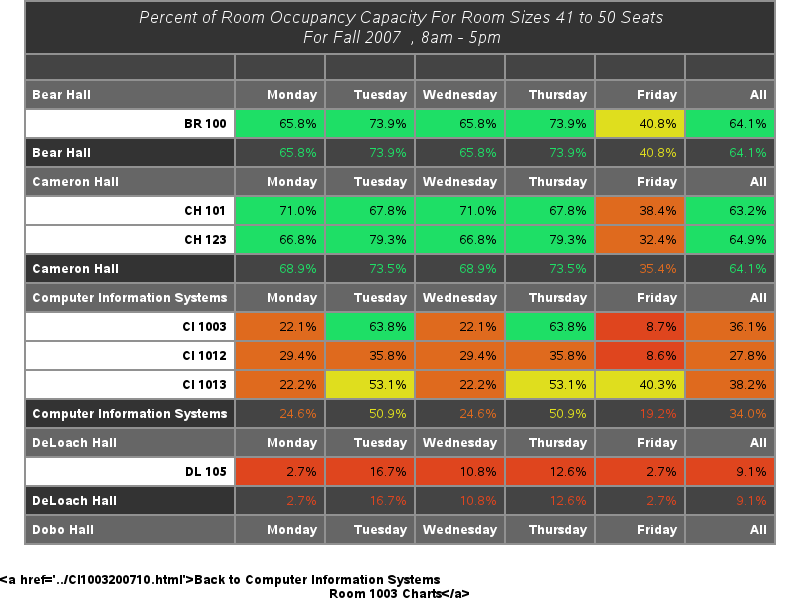 Percent of Room Occupancy Capacity For Room Sizes 41 to 50 Seats
For Fall 2007 , 8am - 5pm
Bear Hall Monday Tuesday Wednesday Thursday Friday All
BR 100 65.8% 73.9% 65.8% 73.9% 40.8% 64.1%
Bear Hall 65.8% 73.9% 65.8% 73.9% 40.8% 64.1%
Cameron Hall Monday Tuesday Wednesday Thursday Friday All
CH 101 71.0% 67.8% 71.0% 67.8% 38.4% 63.2%
CH 123 66.8% 79.3% 66.8% 79.3% 32.4% 64.9%
Cameron Hall 68.9% 73.5% 68.9% 73.5% 35.4% 64.1%
Computer Information Systems Monday Tuesday Wednesday Thursday Friday All
CI 1003 22.1% 63.8% 22.1% 63.8% 8.7% 36.1%
CI 1012 29.4% 35.8% 29.4% 35.8% 8.6% 27.8%
CI 1013 22.2% 53.1% 22.2% 53.1% 40.3% 38.2%
Computer Information Systems 24.6% 50.9% 24.6% 50.9% 19.2% 34.0%
DeLoach Hall Monday Tuesday Wednesday Thursday Friday All
DL 105 2.7% 16.7% 10.8% 12.6% 2.7% 9.1%
DeLoach Hall 2.7% 16.7% 10.8% 12.6% 2.7% 9.1%
Dobo Hall Monday Tuesday Wednesday Thursday Friday All
<a href='../CI1003200710.html'>Back to Computer Information Systems
Room 1003 Charts</a>